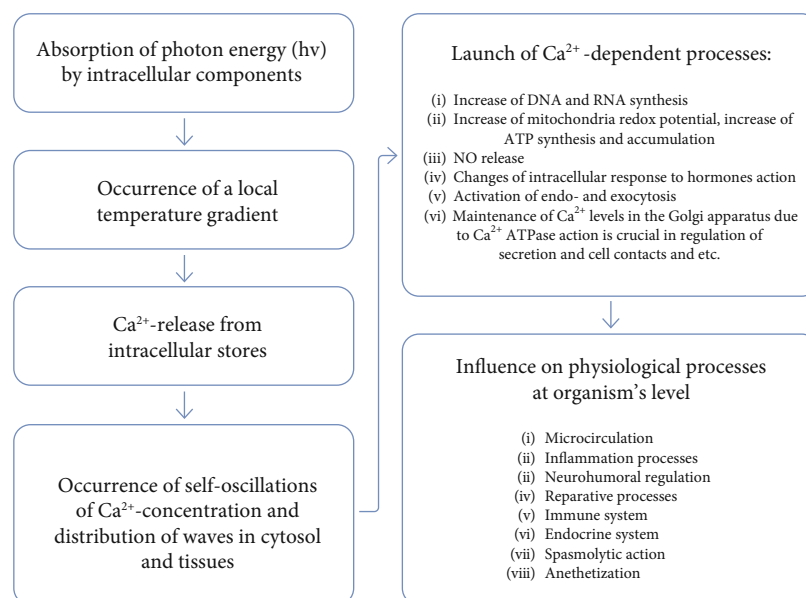 Absorption of photon energy (hv)
by intracellular components
Occurrence of a local
temperature gradient
Ca²⁺-release from
intracellular stores
Occurrence of self-oscillations
of Ca²⁺-concentration and
distribution of waves in cytosol
and tissues
Launch of Ca²⁺ -dependent processes:
(i) Increase of DNA and RNA synthesis
(ii) Increase of mitochondria redox potential, increase of
ATP synthesis and accumulation
(iii) NO release
(iv) Changes of intracellular response to hormones action
(v) Activation of endo- and exocytosis
(vi) Maintenance of Ca²⁺ levels in the Golgi apparatus due
to Ca²⁺ ATPase action is crucial in regulation of
secretion and cell contacts and etc.
Influence on physiological processes
at organism's level
(i) Microcirculation
(ii) Inflammation processes
(ii) Neurohumoral regulation
(iv) Reparative processes
(v) Immune system
(vi) Endocrine system
(vii) Spasmolytic action
(viii) Anethetization